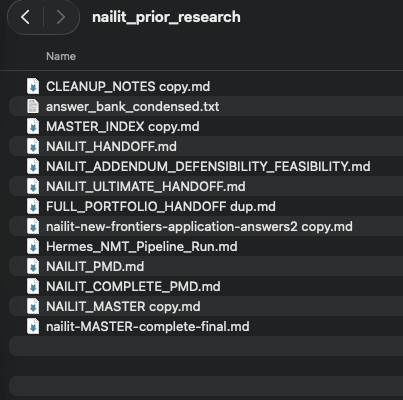 nailit_prior_research
Name
CLEANUP_NOTES copy.md
answer_bank_condensed.txt
MASTER_INDEX copy.md
NAILIT_HANDOFF.md
NAILIT_ADDENDUM_DEFENSIBILITY_FEASIBILITY.md
NAILIT_ULTIMATE_HANDOFF.md
FULL_PORTFOLIO_HANDOFF dup.md
nailit-new-frontiers-application-answers2 copy.md
Hermes_NMT_Pipeline_Run.md
NAILIT_PMD.md
NAILIT_COMPLETE_PMD.md
NAILIT_MASTER copy.md
nailit-MASTER-complete-final.md